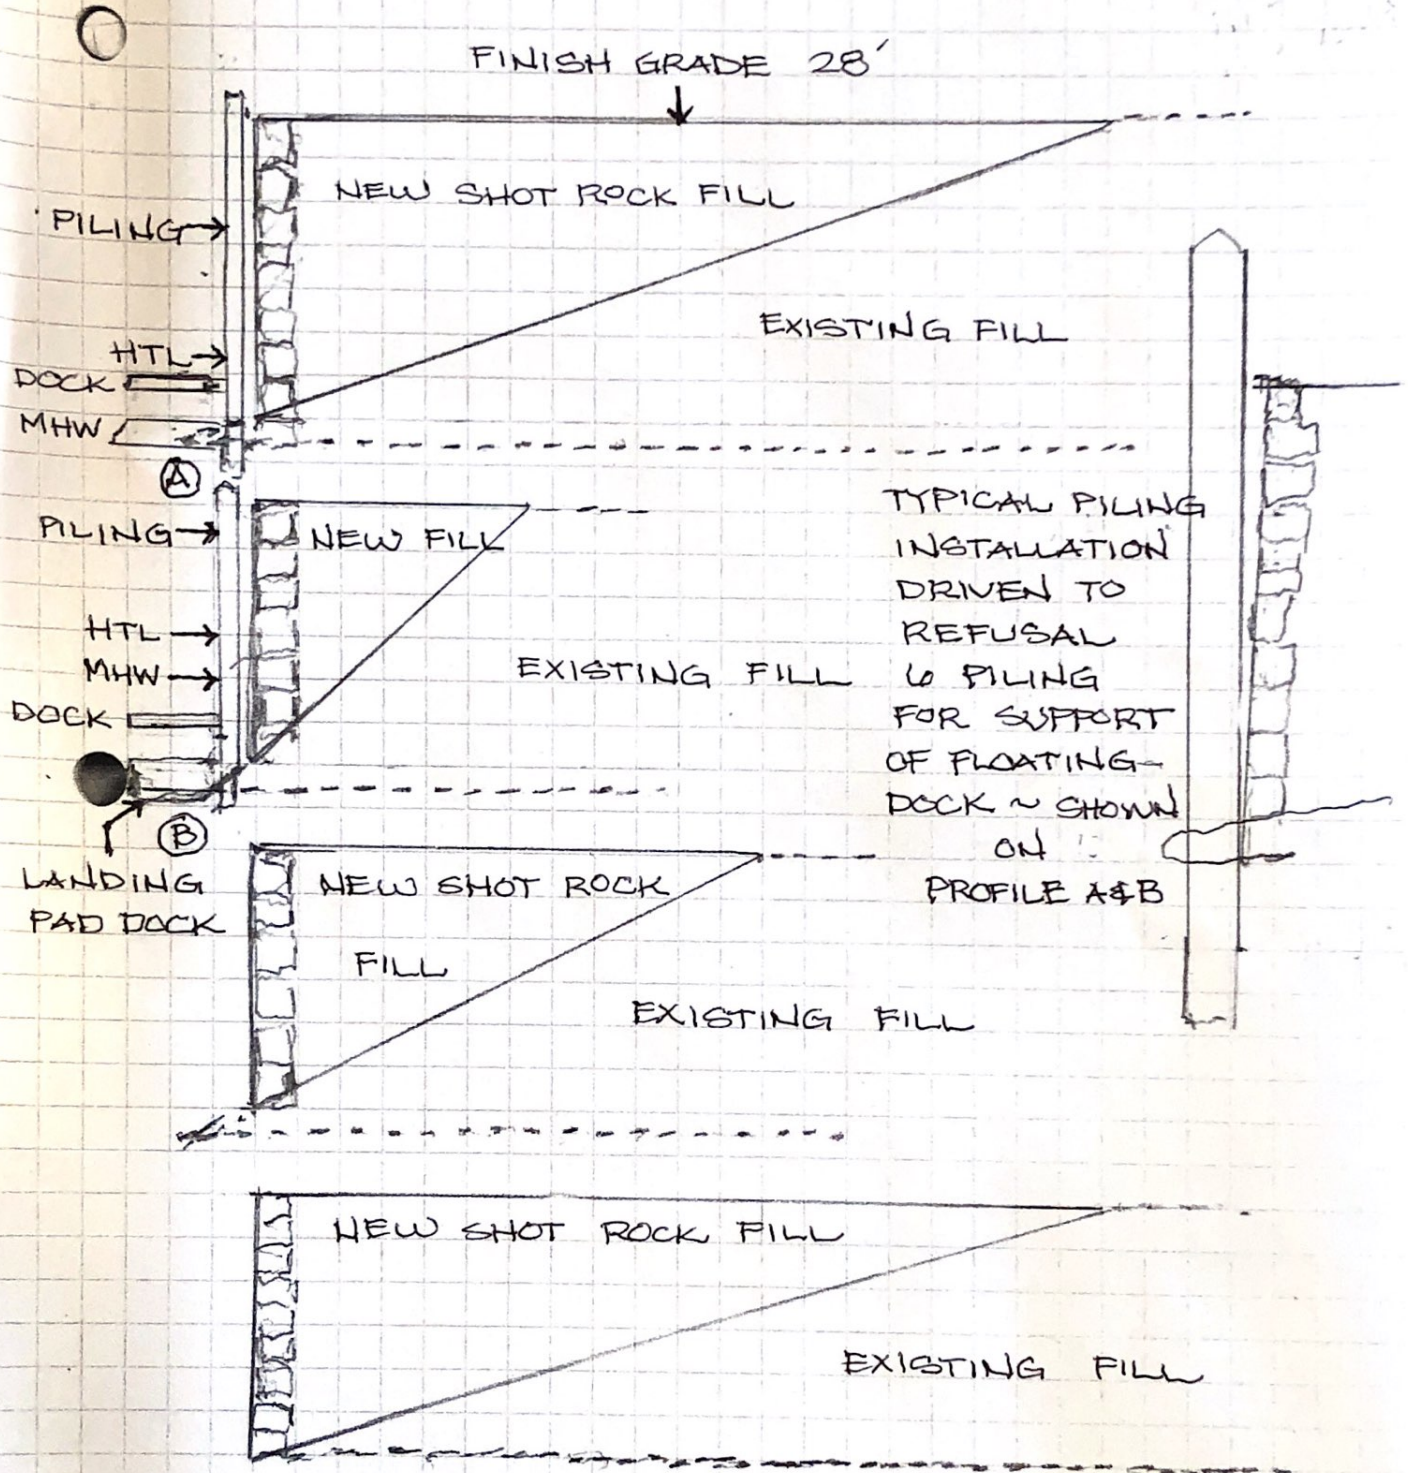 FINISH GRADE 28'
NEW SHOT ROCK FILL
PILING
EXISTING FILL
HTL
DOCK
MHW
A
PILING
NEW FILL
HTL
MHW
DOCK
EXISTING FILL
B
LANDING
PAD DOCK
TYPICAL PILING
INSTALLATION
DRIVEN TO
REFUSAL
6 PILING
FOR SUPPORT
OF FLOATING
DOCK ~ SHOWN
ON
PROFILE A&B
NEW SHOT ROCK
FILL
EXISTING FILL
NEW SHOT ROCK FILL
EXISTING FILL